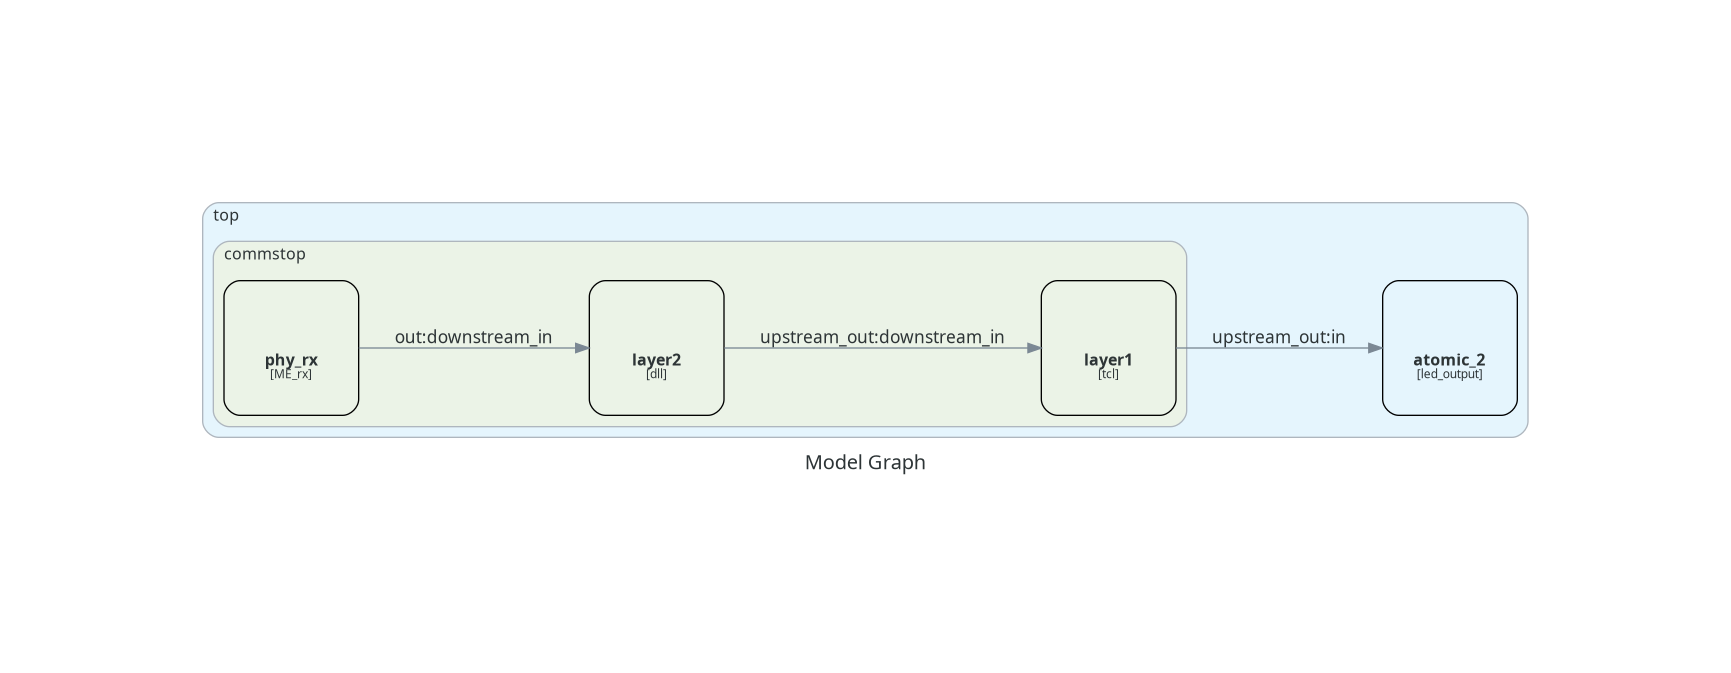 top
commstop
out:downstream_in
upstream_out:downstream_in
upstream_out:in
phy_rx
[ME_rx]
layer2
[dll]
layer1
[tcl]
atomic_2
[led_output]
Model Graph